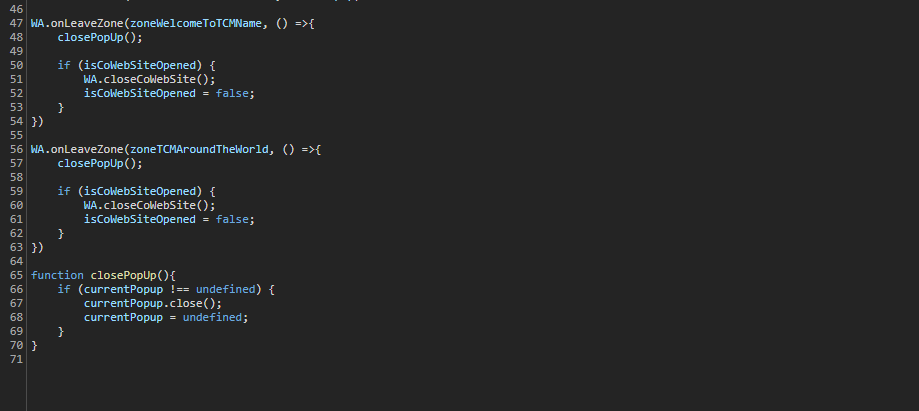 46
47 WA.onLeaveZone(zoneWelcomeToTCMName, () =>{
48     closePopUp();
49
50     if (isCoWebSiteOpened) {
51         WA.closeCoWebSite();
52         isCoWebSiteOpened = false;
53     }
54 })
55
56 WA.onLeaveZone(zoneTCMAroundTheWorld, () =>{
57     closePopUp();
58
59     if (isCoWebSiteOpened) {
60         WA.closeCoWebSite();
61         isCoWebSiteOpened = false;
62     }
63 })
64
65 function closePopUp(){
66     if (currentPopup !== undefined) {
67         currentPopup.close();
68         currentPopup = undefined;
69     }
70 }
71